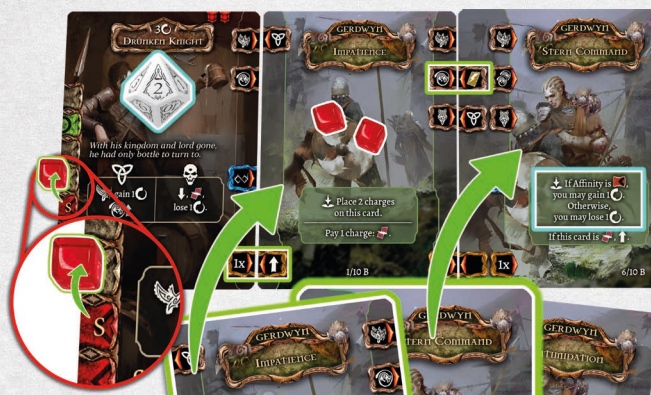 3
DRUNKEN KNIGHT
2
With his kingdom and lord gone,
he had only bottle to turn to.
gain 1
lose 1
S
S
1x
GERDWYN
IMPATIENCE
Place 2 charges
on this card.
Pay 1 charge:
1/10 B
GERDWYN
STERN COMMAND
If Affinity is
you may gain 1
Otherwise,
you may lose 1
If this card is
1x
6/10 B
GERDWYN
IMPATIENCE
GERDWYN
STERN COMMAND
GERDWYN